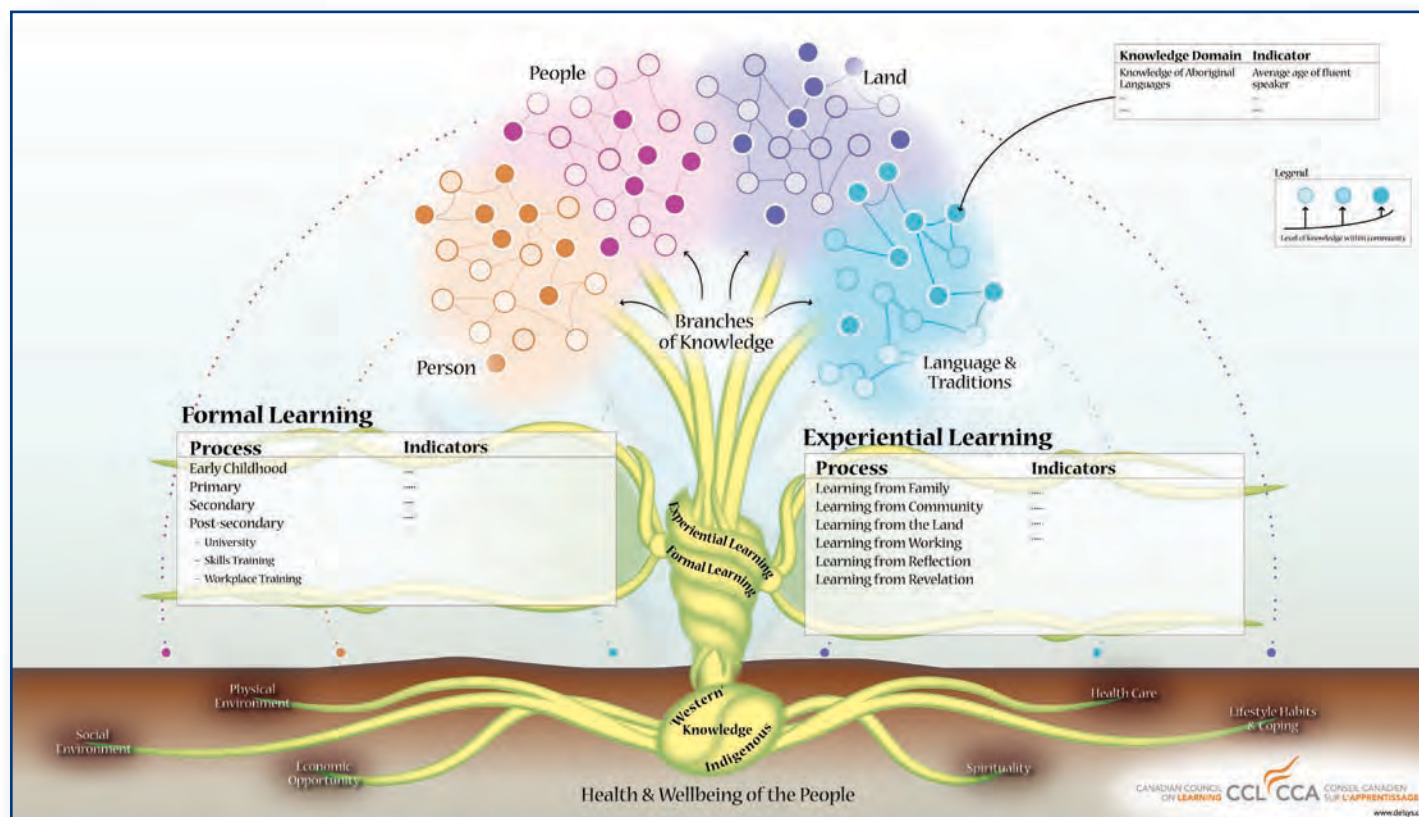 People
Land
Knowledge Domain Indicator
Knowledge of Aboriginal Languages
Average age of fluent speaker
...
...
....
....
Legend
Level of Knowledge within community
Branches
of Knowledge
Person
Language &
Traditions
Formal Learning
Process Indicators
Early Childhood ....
Primary .....
Secondary ....
Post-secondary ....
– University
– Skills Training
– Workplace Training
Experiential Learning
Process Indicators
Learning from Family ....
Learning from Community ....
Learning from the Land ....
Learning from Working ....
Learning from Reflection
Learning from Revelation
Experiential Learning
Formal Learning
Physical
Environment
Social
Environment
Economic
Opportunity
'Western'
Knowledge
Indigenous
Health Care
Lifestyle Habits
& Coping
Spirituality
Health & Wellbeing of the People
CANADIAN COUNCIL
ON LEARNING
CCL CCA
CONSEIL CANADIEN
SUR L'APPRENTISSAGE